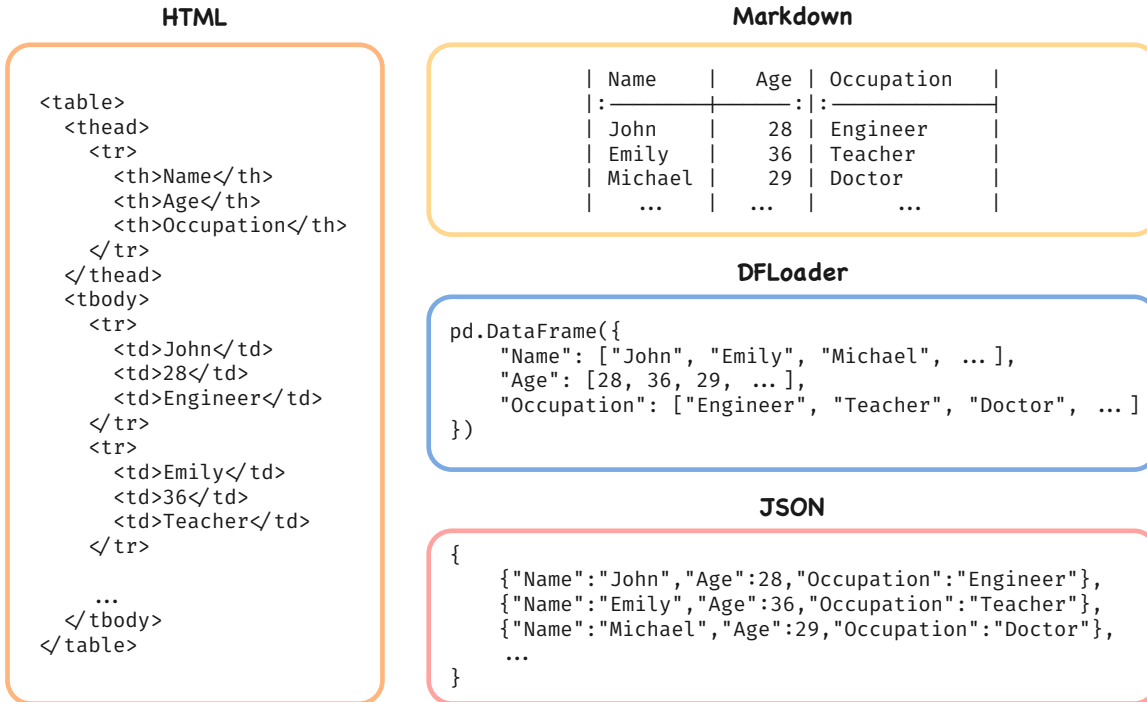 HTML
<table>
  <thead>
    <tr>
      <th>Name</th>
      <th>Age</th>
      <th>Occupation</th>
    </tr>
  </thead>
  <tbody>
    <tr>
      <td>John</td>
      <td>28</td>
      <td>Engineer</td>
    </tr>
    <tr>
      <td>Emily</td>
      <td>36</td>
      <td>Teacher</td>
    </tr>
    ...
  </tbody>
</table>
Markdown
| Name    |   Age | Occupation   |
|:--------+------:|:-------------|
| John    |    28 | Engineer     |
| Emily   |    36 | Teacher      |
| Michael |    29 | Doctor       |
|   ...   |  ...  |      ...     |
DFLoader
pd.DataFrame({
    "Name": ["John", "Emily", "Michael", ...],
    "Age": [28, 36, 29, ...],
    "Occupation": ["Engineer", "Teacher", "Doctor", ...]
})
JSON
{
    {"Name":"John","Age":28,"Occupation":"Engineer"},
    {"Name":"Emily","Age":36,"Occupation":"Teacher"},
    {"Name":"Michael","Age":29,"Occupation":"Doctor"},
    ...
}